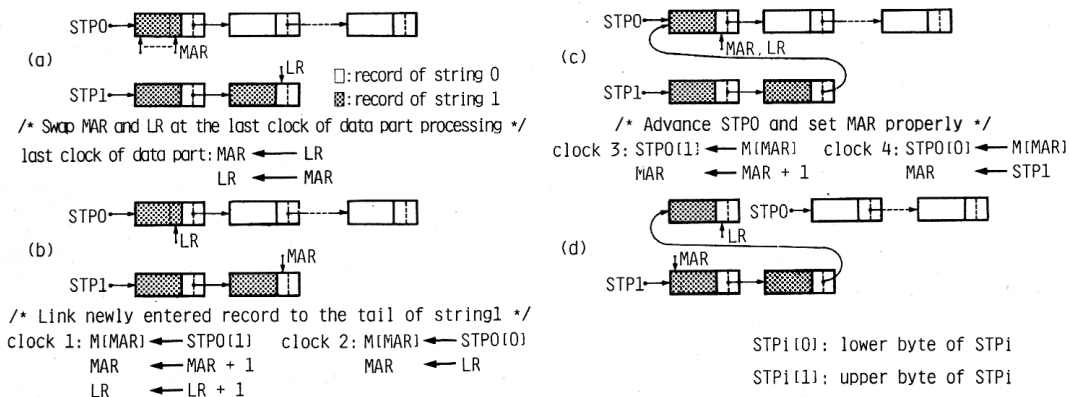 STP0
MAR
(a)
LR
STP1
□: record of string 0
▩: record of string 1
/* Swap MAR and LR at the last clock of data part processing */
last clock of data part: MAR ← LR
LR ← MAR
STP0
LR
(b)
MAR
STP1
/* Link newly entered record to the tail of string1 */
clock 1: M[MAR] ← STP0[1] clock 2: M[MAR] ← STP0[0]
MAR ← MAR + 1 MAR ← LR
LR ← LR + 1
STP0
MAR, LR
(c)
STP1
/* Advance STP0 and set MAR properly */
clock 3: STP0[1] ← M[MAR] clock 4: STP0[0] ← M[MAR]
MAR ← MAR + 1 MAR ← STP1
STP0
LR
(d)
MAR
STP1
STPi[0]: lower byte of STPi
STPi[1]: upper byte of STPi